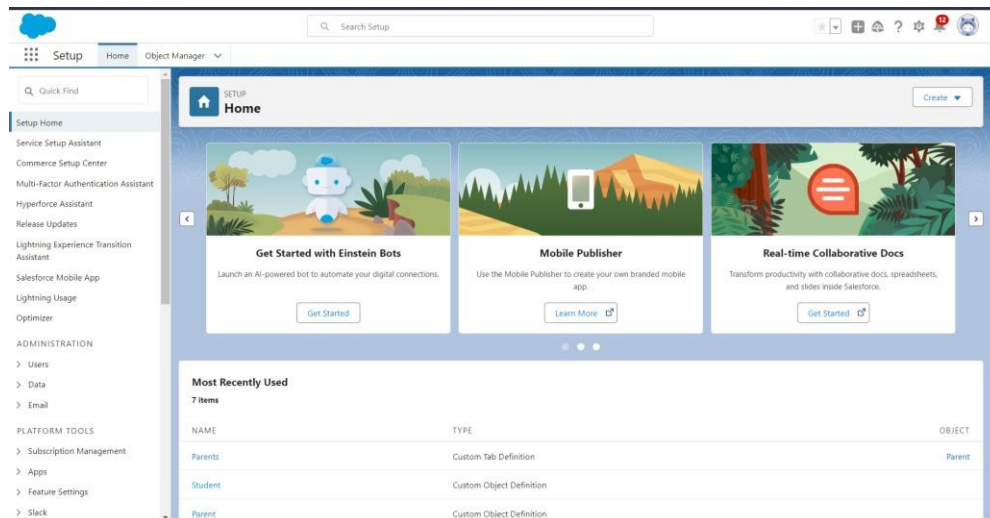 Search Setup
12
Setup
Home
Object Manager
Quick Find
Setup Home
Service Setup Assistant
Commerce Setup Center
Multi-Factor Authentication Assistant
Hyperforce Assistant
Release Updates
Lightning Experience Transition
Assistant
Salesforce Mobile App
Lightning Usage
Optimizer
ADMINISTRATION
Users
Data
Email
PLATFORM TOOLS
Subscription Management
Apps
Feature Settings
Slack
SETUP
Home
Create
Get Started with Einstein Bots
Launch an AI-powered bot to automate your digital connections.
Get Started
Mobile Publisher
Use the Mobile Publisher to create your own branded mobile
app.
Learn More
Real-time Collaborative Docs
Transform productivity with collaborative docs, spreadsheets,
and slides inside Salesforce.
Get Started
Most Recently Used
7 items
NAME TYPE OBJECT
Parents Custom Tab Definition Parent
Student Custom Object Definition
Parent Custom Object Definition